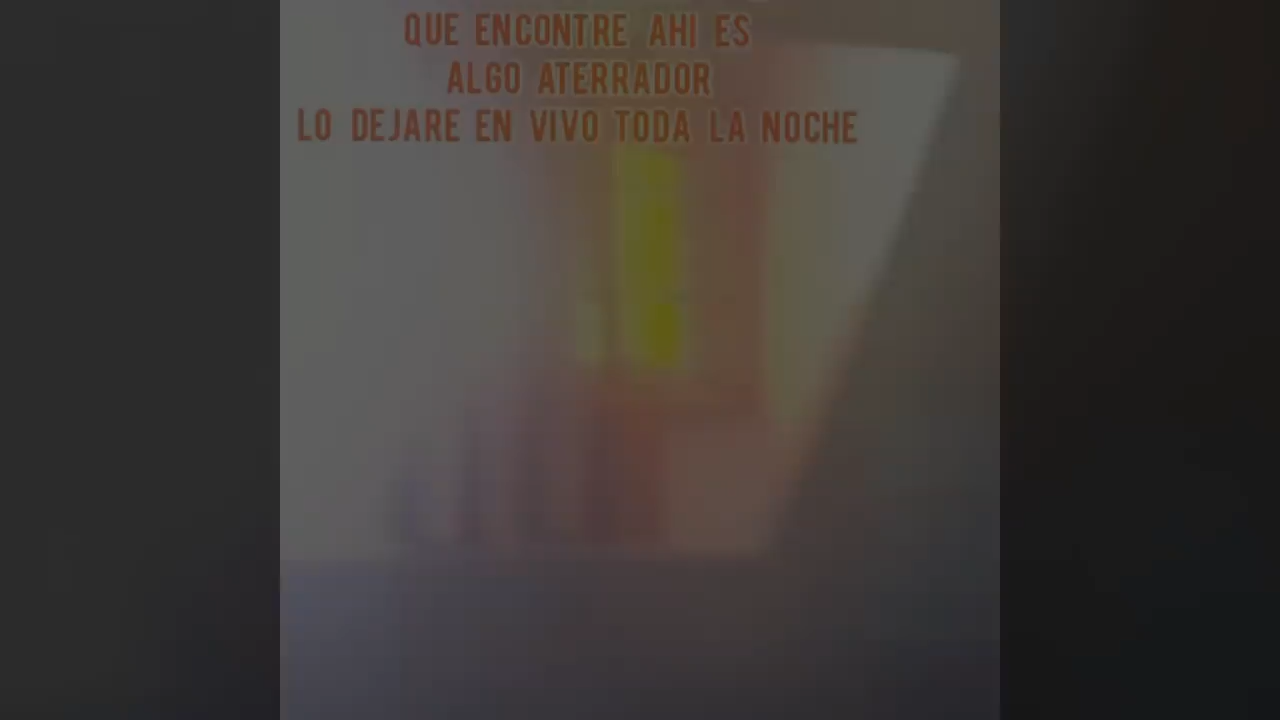 QUE ENCONTRE AHI ES
ALGO ATERRADOR
LO DEJARE EN VIVO TODA LA NOCHE